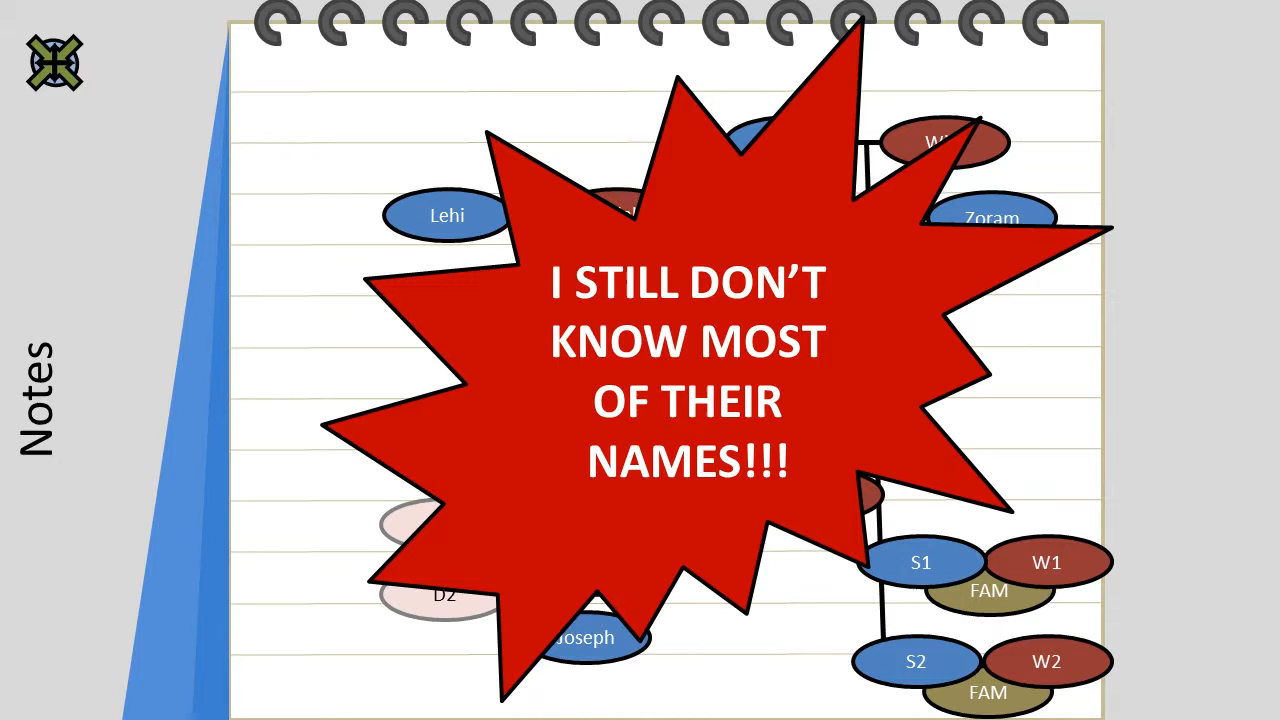 Notes
Lehi
Zoram
I STILL DON’T
KNOW MOST
OF THEIR
NAMES!!!
S1
W1
FAM
D2
Joseph
S2
W2
FAM